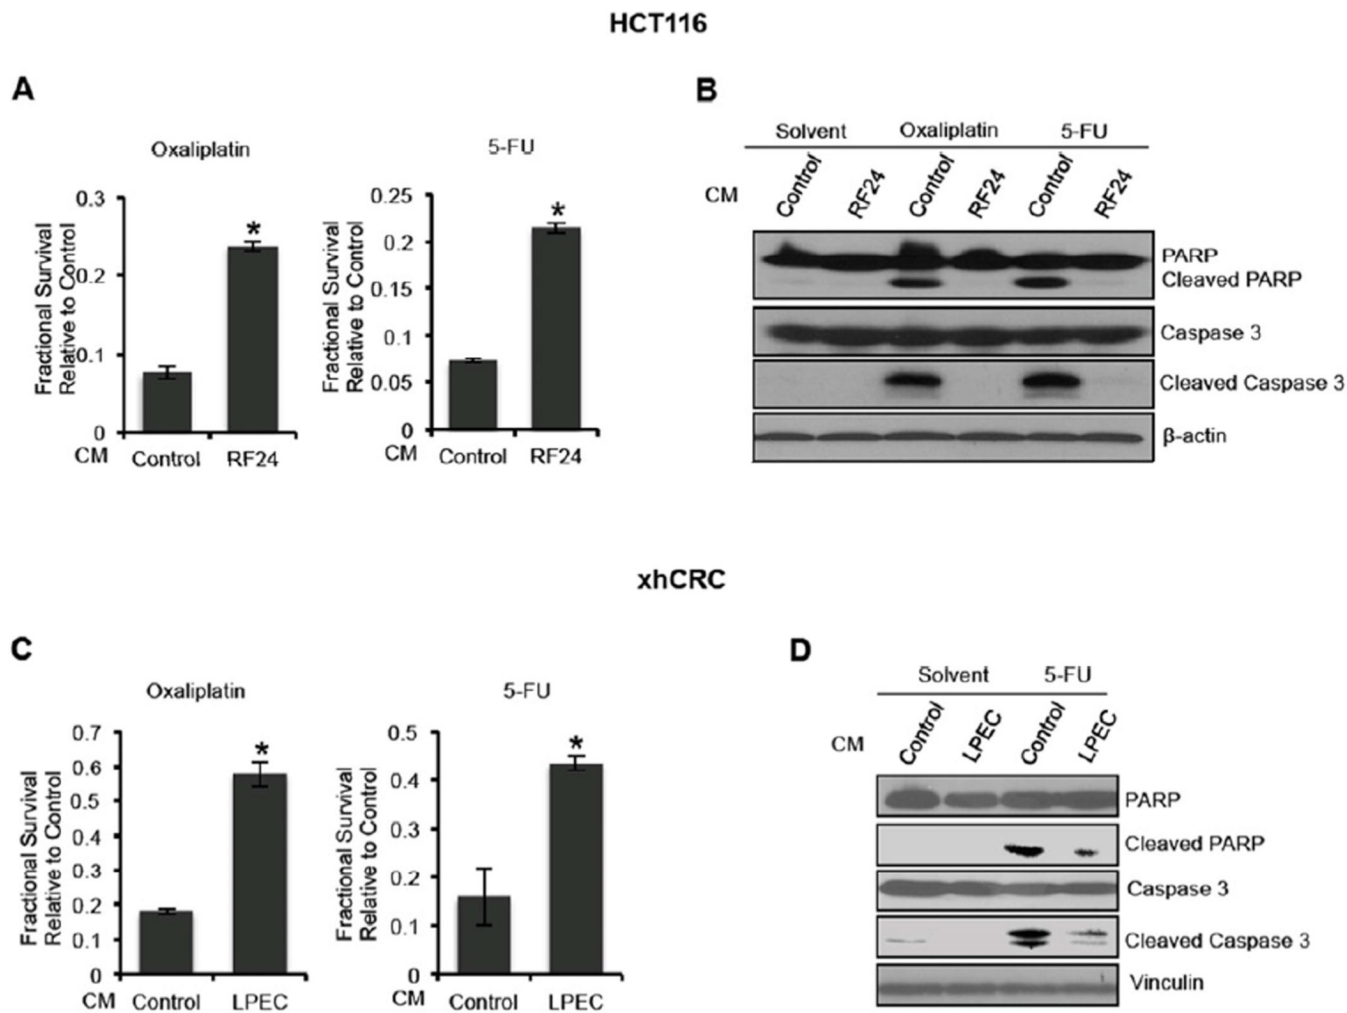 HCT116
A
B
Oxaliplatin
Fractional Survival
Relative to Control
0.3
0.2
0.1
0
*
CM
Control
RF24
5-FU
Fractional Survival
Relative to Control
0.25
0.2
0.15
0.1
0.05
0
*
CM
Control
RF24
Solvent
Oxaliplatin
5-FU
CM
Control
RF24
Control
RF24
Control
RF24
PARP
Cleaved PARP
Caspase 3
Cleaved Caspase 3
β-actin
xhCRC
C
D
Oxaliplatin
Fractional Survival
Relative to Control
0.7
0.6
0.5
0.4
0.3
0.2
0.1
0
*
CM
Control
LPEC
5-FU
Fractional Survival
Relative to Control
0.5
0.4
0.3
0.2
0.1
0
*
CM
Control
LPEC
Solvent
5-FU
CM
Control
LPEC
Control
LPEC
PARP
Cleaved PARP
Caspase 3
Cleaved Caspase 3
Vinculin